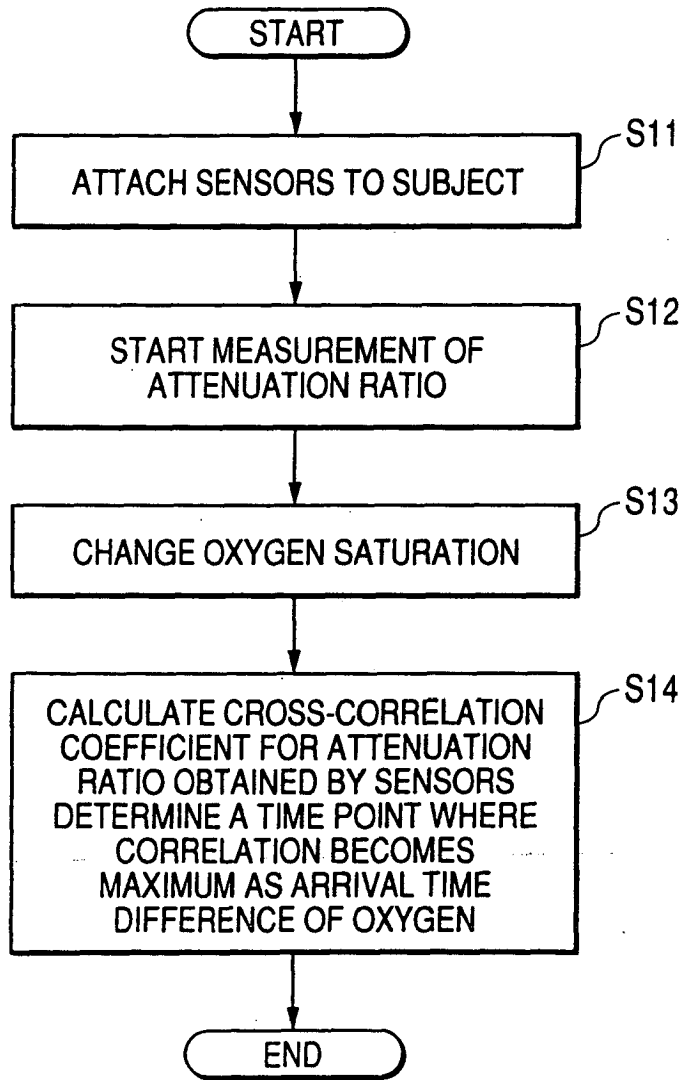 START
S11
ATTACH SENSORS TO SUBJECT
S12
START MEASUREMENT OF
ATTENUATION RATIO
S13
CHANGE OXYGEN SATURATION
S14
CALCULATE CROSS-CORRELATION
COEFFICIENT FOR ATTENUATION
RATIO OBTAINED BY SENSORS
DETERMINE A TIME POINT WHERE
CORRELATION BECOMES
MAXIMUM AS ARRIVAL TIME
DIFFERENCE OF OXYGEN
END